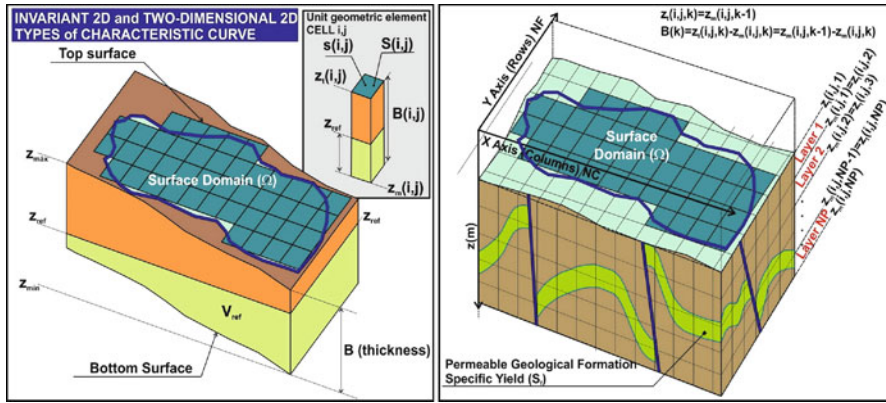 INVARIANT 2D and TWO-DIMENSIONAL 2D
TYPES of CHARACTERISTIC CURVE
Top surface
Unit geometric element
CELL i,j
s(i,j)
S(i,j)
zt(i,j)
B(i,j)
zref
zm(i,j)
Surface Domain (Ω)
zmáx
zref
zref
zmin
Vref
B (thickness)
Bottom Surface
zt(i,j,k)=zm(i,j,k-1)
B(k)=zt(i,j,k)-zm(i,j,k)=zm(i,j,k-1)-zm(i,j,k)
Y Axis (Rows) NF
X Axis (Columns) NC
Surface
Domain (Ω)
z(m)
Layer 1
Layer 2
Layer NP
zt(i,j,1)
zm(i,j,1)=zt(i,j,2)
zm(i,j,2)=zt(i,j,3)
zm(i,j,NP-1)=zt(i,j,NP)
zm(i,j,NP)
Permeable Geological Formation
Specific Yield (Sᵧ)